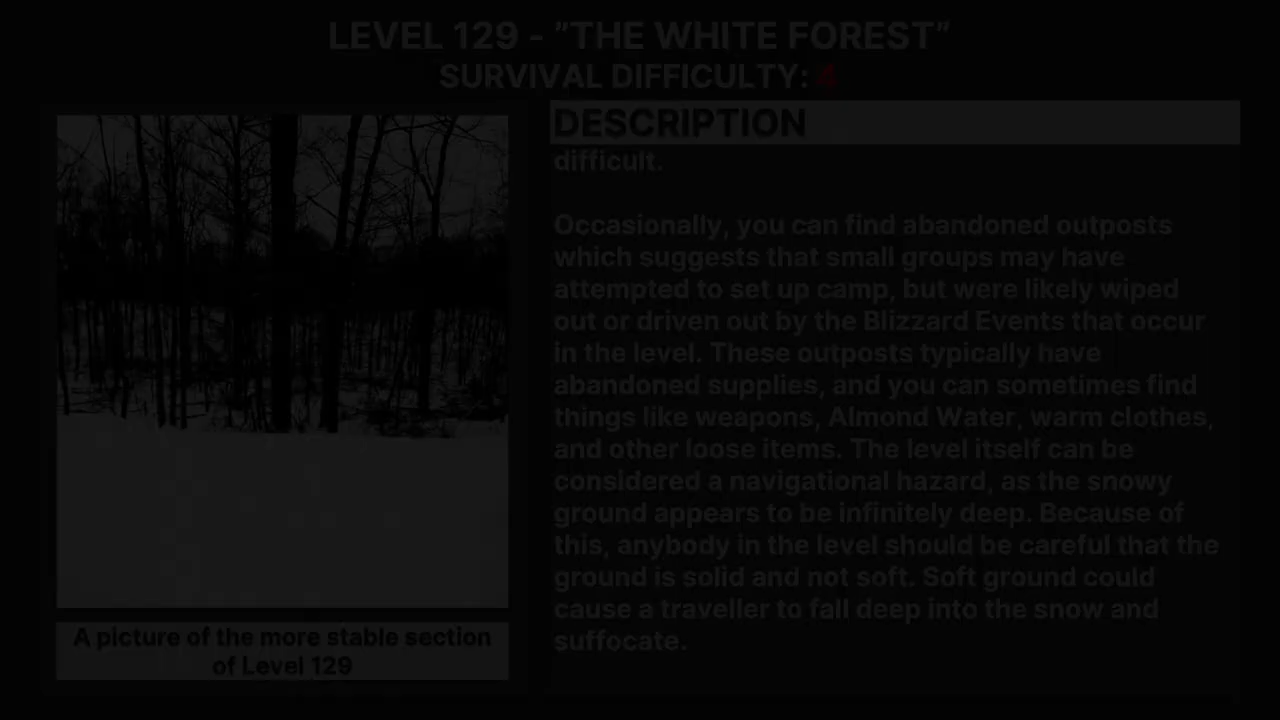 LEVEL 129 - "THE WHITE FOREST"
SURVIVAL DIFFICULTY: 4
DESCRIPTION
difficult.
Occasionally, you can find abandoned outposts
which suggests that small groups may have
attempted to set up camp, but were likely wiped
out or driven out by the Blizzard Events that occur
in the level. These outposts typically have
abandoned supplies, and you can sometimes find
things like weapons, Almond Water, warm clothes,
and other loose items. The level itself can be
considered a navigational hazard, as the snowy
ground appears to be infinitely deep. Because of
this, anybody in the level should be careful that the
ground is solid and not soft. Soft ground could
cause a traveller to fall deep into the snow and
suffocate.
A picture of the more stable section
of Level 129